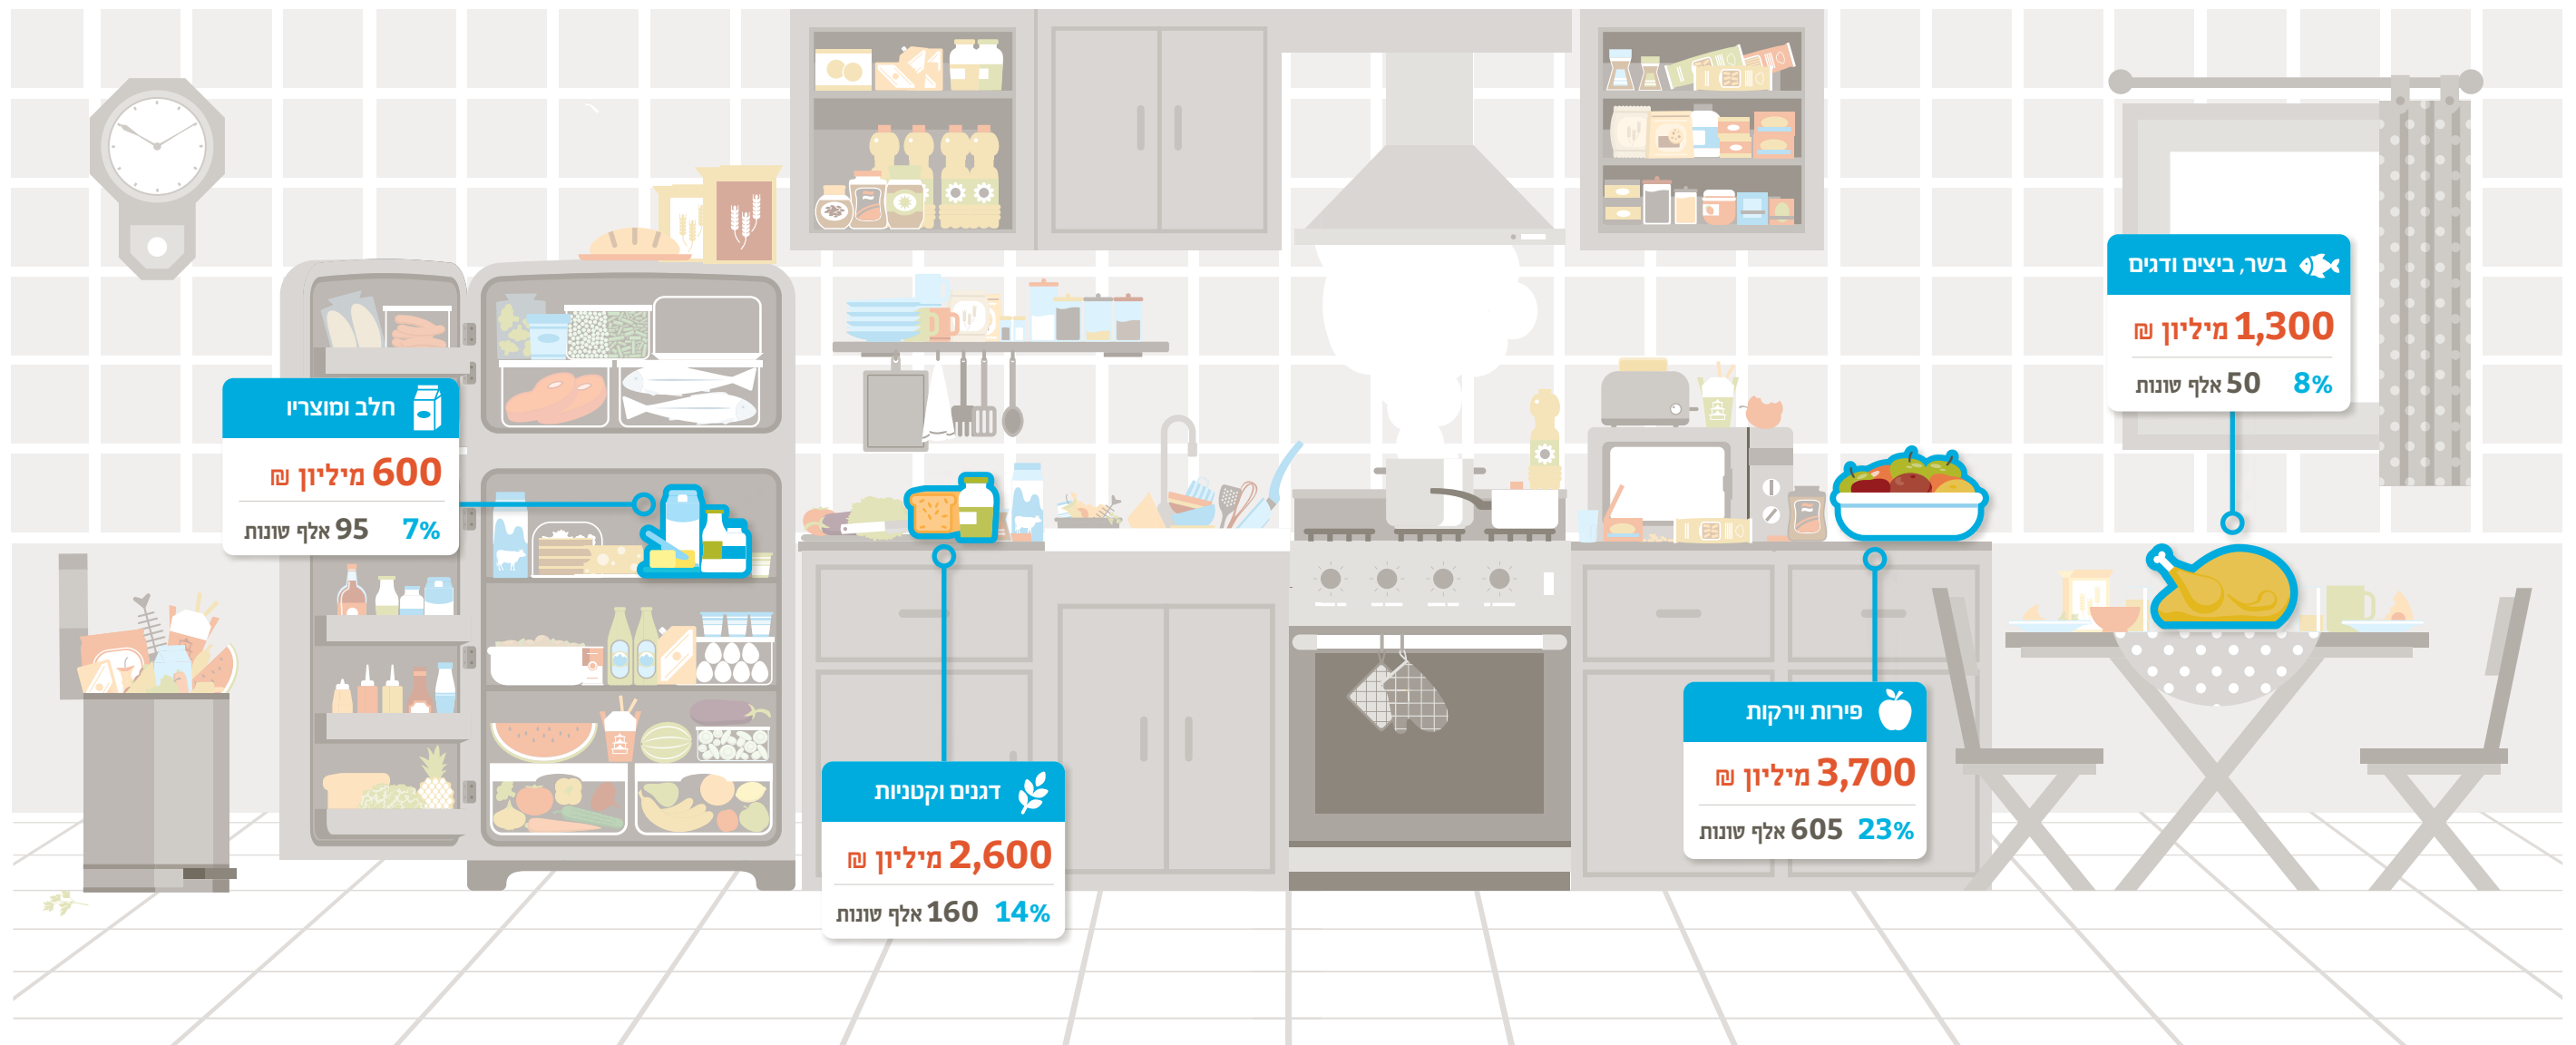 בשר, ביצים ודגים
1,300 מיליון ₪
8% 50 אלף טונות
חלב ומוצריו
600 מיליון ₪
7% 95 אלף טונות
פירות וירקות
3,700 מיליון ₪
23% 605 אלף טונות
דגנים וקטניות
2,600 מיליון ₪
14% 160 אלף טונות